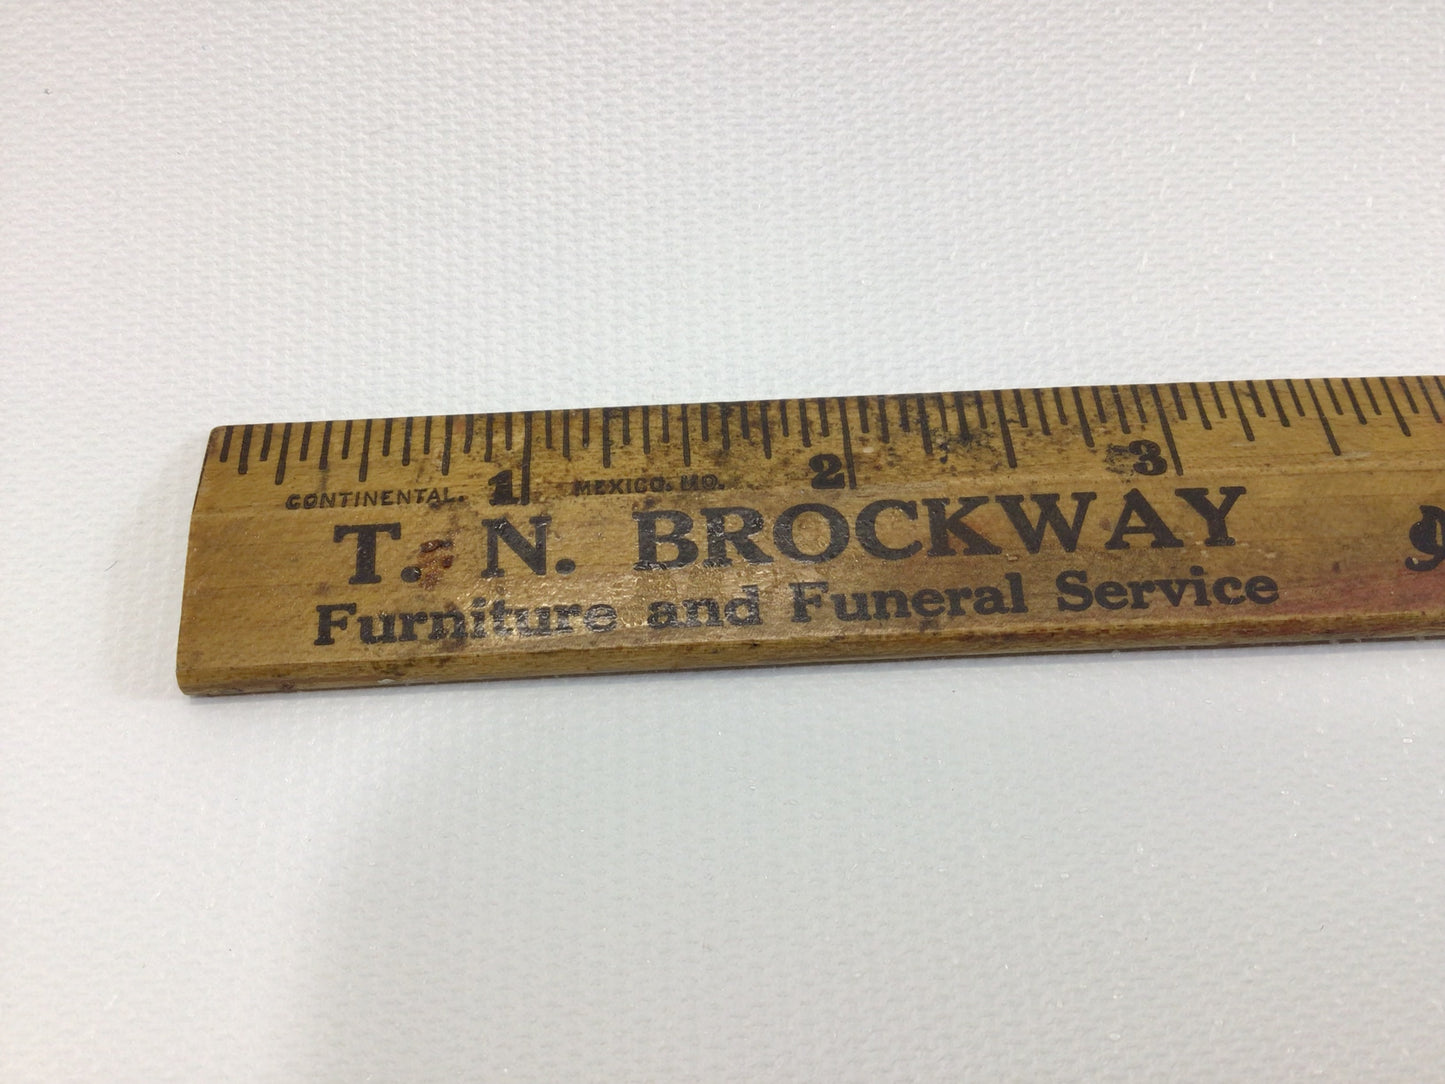 CONTINENTAL. 1 MEXICO. MO. 2 3
T. N. BROCKWAY
Furniture and Funeral Service